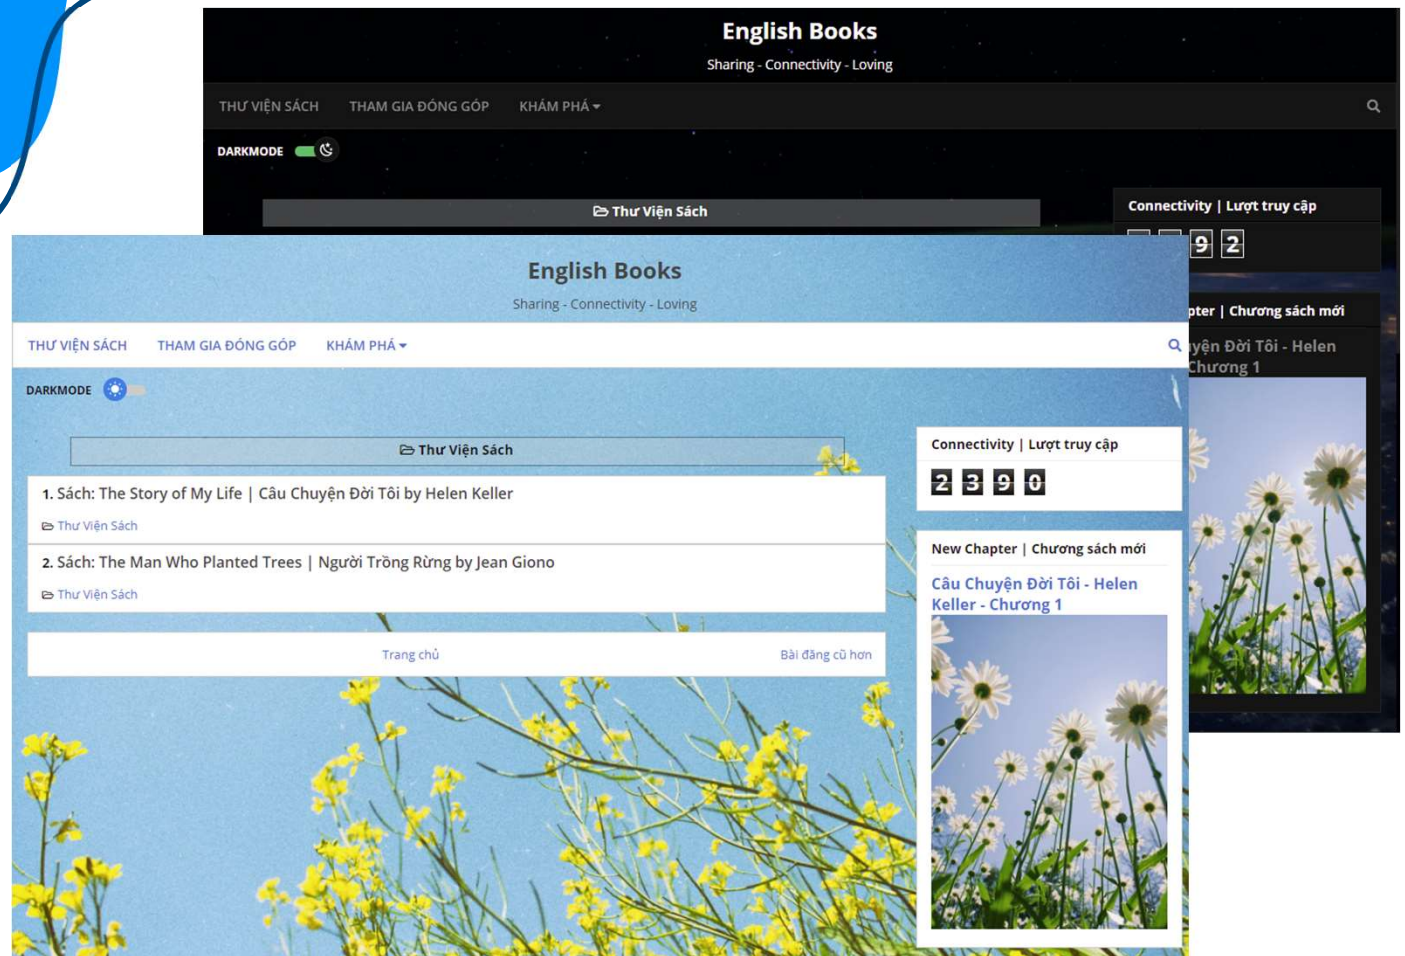 English Books
Sharing - Connectivity - Loving
THƯ VIỆN SÁCH THAM GIA ĐÓNG GÓP KHÁM PHÁ
DARKMODE
Thư Viện Sách
Connectivity | Lượt truy cập
9 2
pter | Chương sách mới
yện Đời Tôi - Helen
Chương 1
English Books
Sharing - Connectivity - Loving
THƯ VIỆN SÁCH THAM GIA ĐÓNG GÓP KHÁM PHÁ
DARKMODE
Thư Viện Sách
1. Sách: The Story of My Life | Câu Chuyện Đời Tôi by Helen Keller
Thư Viện Sách
2. Sách: The Man Who Planted Trees | Người Trồng Rừng by Jean Giono
Thư Viện Sách
Trang chủ Bài đăng cũ hơn
Connectivity | Lượt truy cập
2 3 9 0
New Chapter | Chương sách mới
Câu Chuyện Đời Tôi - Helen
Keller - Chương 1